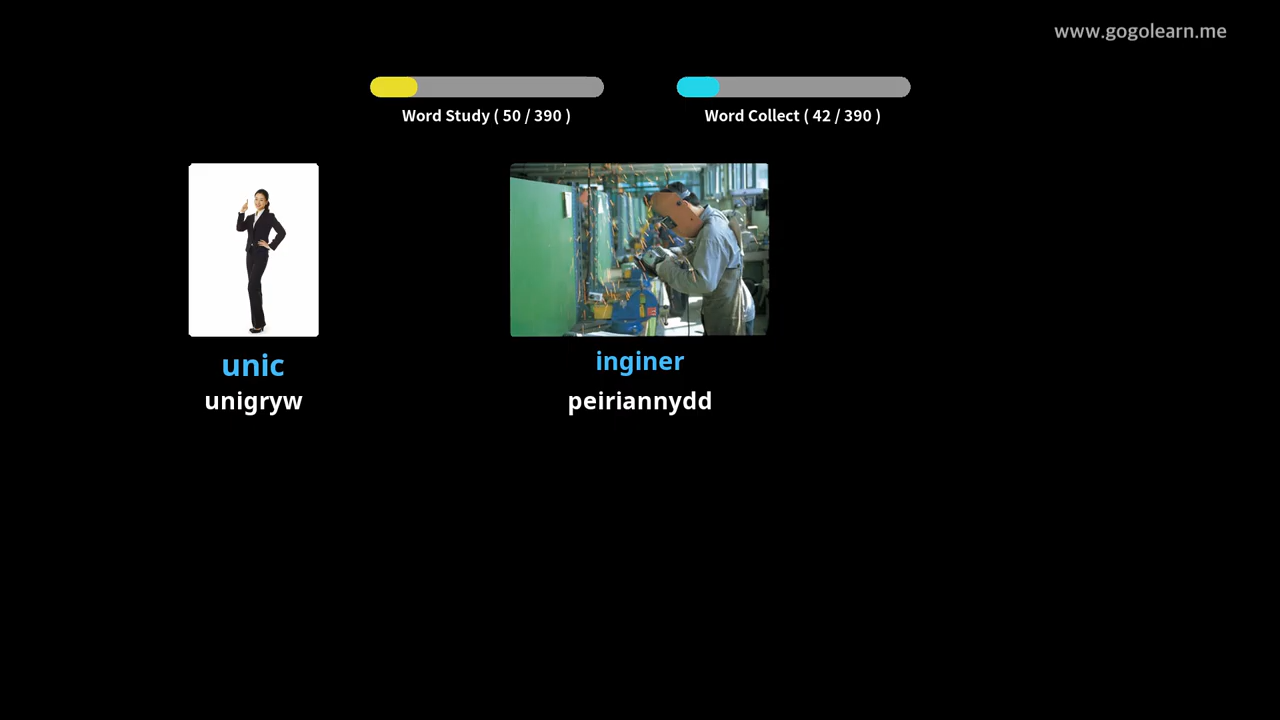 www.gogolearn.me
Word Study ( 50 / 390 )
Word Collect ( 42 / 390 )
unic
unigryw
inginer
peiriannydd